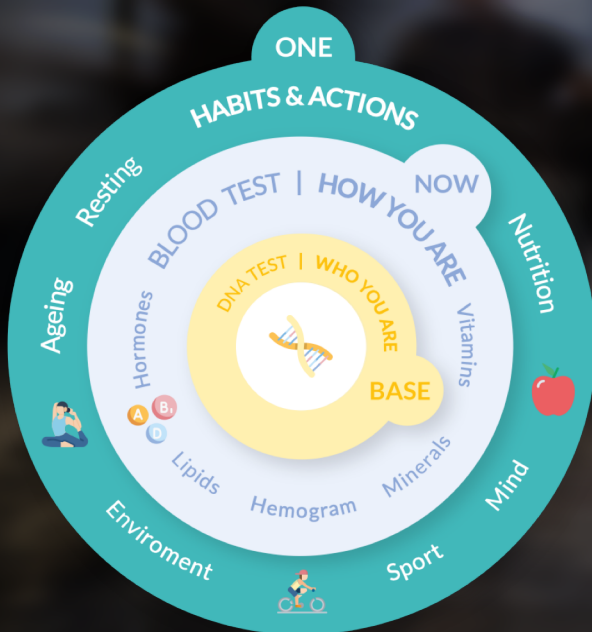 ONE
HABITS & ACTIONS
Resting
Ageing
Enviroment
Sport
Mind
Nutrition
NOW
BLOOD TEST | HOW YOU ARE
Hormones
Lipids
Hemogram
Minerals
Vitamins
A
B₁
D
DNA TEST | WHO YOU ARE
BASE